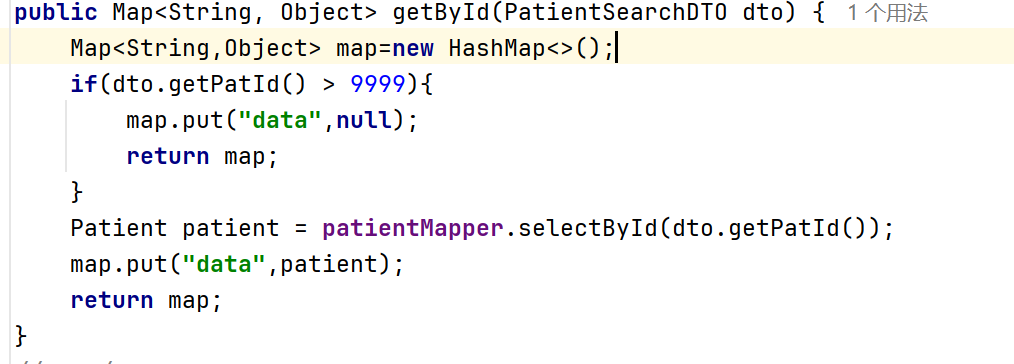 public Map<String, Object> getById(PatientSearchDTO dto) { 1 个用法
Map<String,Object> map=new HashMap<>();
if(dto.getPatId() > 9999){
map.put("data",null);
return map;
}
Patient patient = patientMapper.selectById(dto.getPatId());
map.put("data",patient);
return map;
}